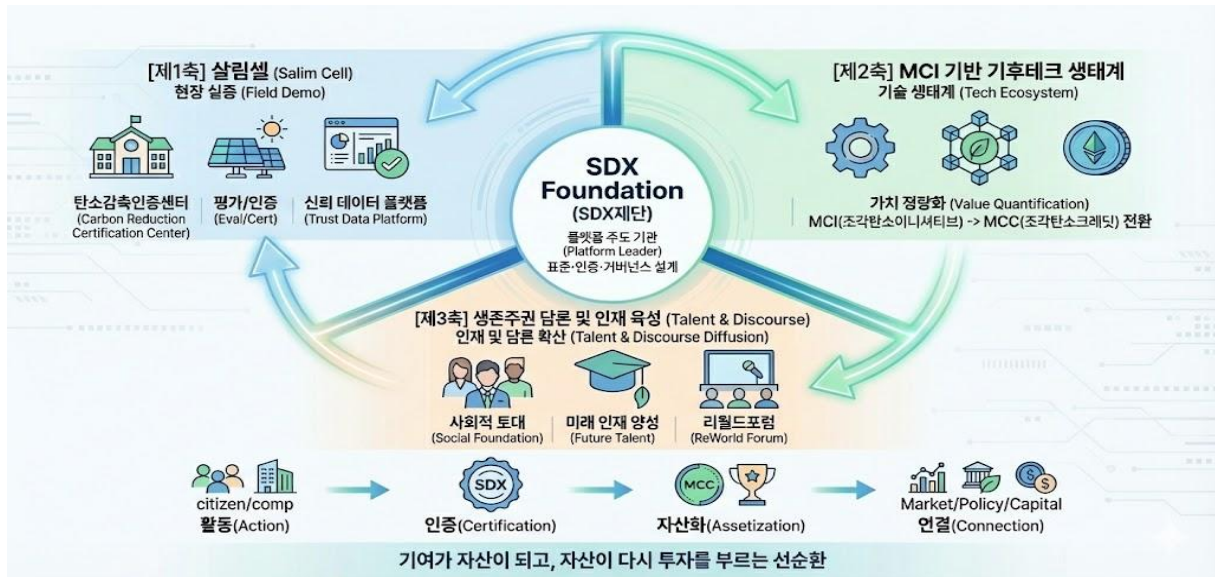 [제1축] 살림셀 (Salim Cell)
현장 실증 (Field Demo)
탄소감축인증센터
(Carbon Reduction
Certification Center)
평가/인증
(Eval/Cert)
신뢰 데이터 플랫폼
(Trust Data Platform)
[제2축] MCI 기반 기후테크 생태계
기술 생태계 (Tech Ecosystem)
가치 정량화 (Value Quantification)
MCI(조각탄소이니셔티브) -> MCC(조각탄소크레딧) 전환
SDX
Foundation
(SDX재단)
플랫폼 주도 기관
(Platform Leader)
표준·인증·거버넌스 설계
[제3축] 생존주권 담론 및 인재 육성 (Talent & Discourse)
인재 및 담론 확산 (Talent & Discourse Diffusion)
사회적 토대
(Social Foundation)
미래 인재 양성
(Future Talent)
리월드포럼
(ReWorld Forum)
citizen/comp
활동(Action)
SDX
인증(Certification)
MCC
자산화(Assetization)
Market/Policy/Capital
연결(Connection)
기여가 자산이 되고, 자산이 다시 투자를 부르는 선순환